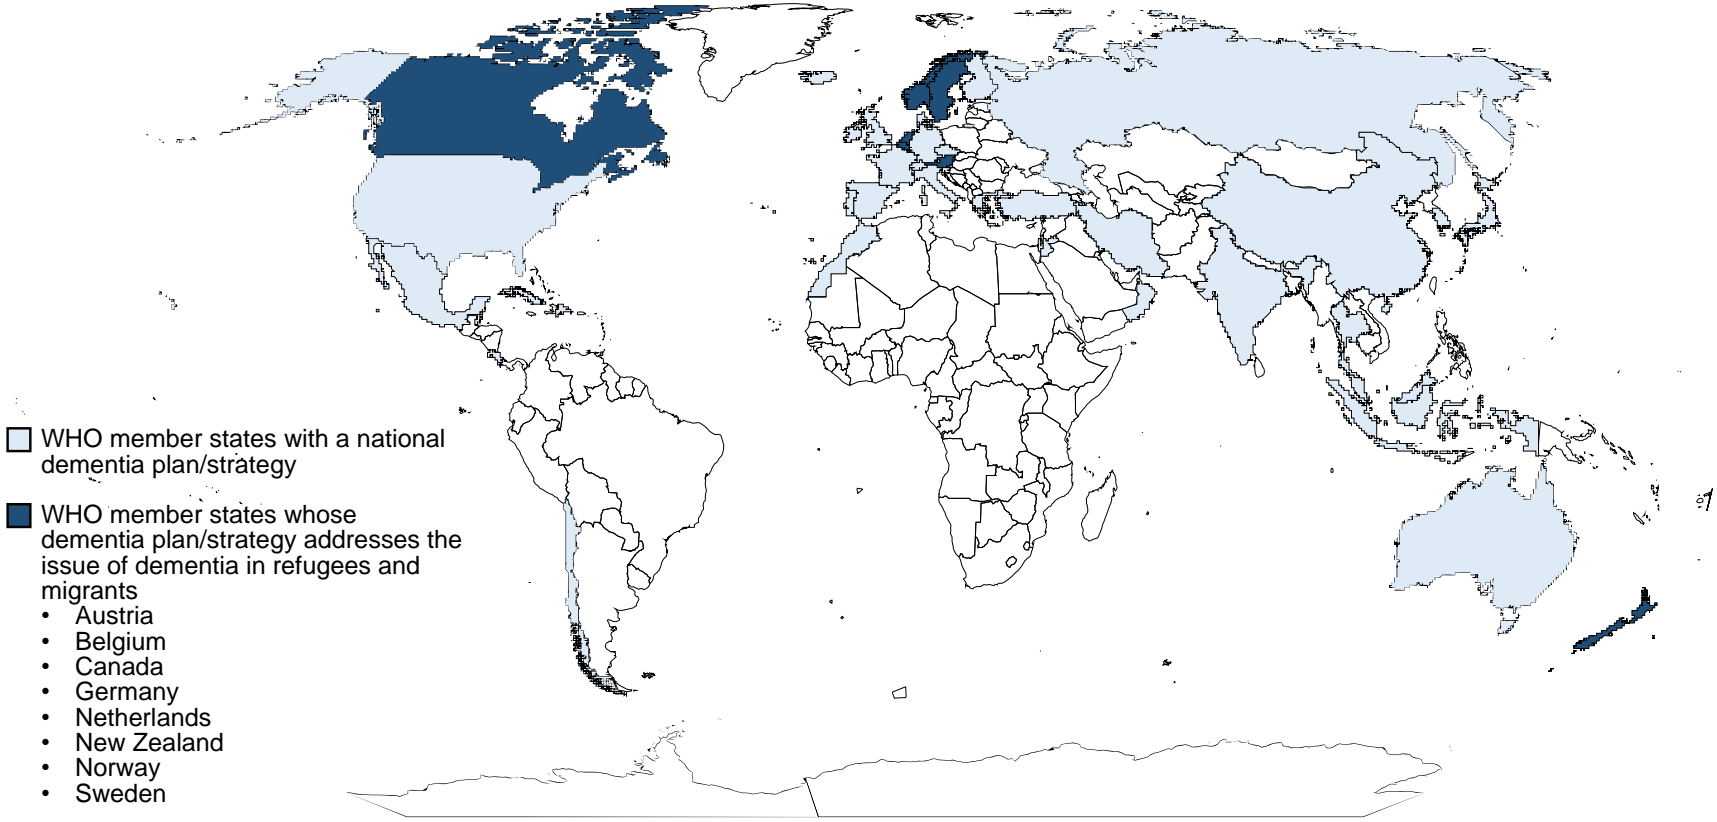 WHO member states with a national
dementia plan/strategy
WHO member states whose
dementia plan/strategy addresses the
issue of dementia in refugees and
migrants
• Austria
• Belgium
• Canada
• Germany
• Netherlands
• New Zealand
• Norway
• Sweden